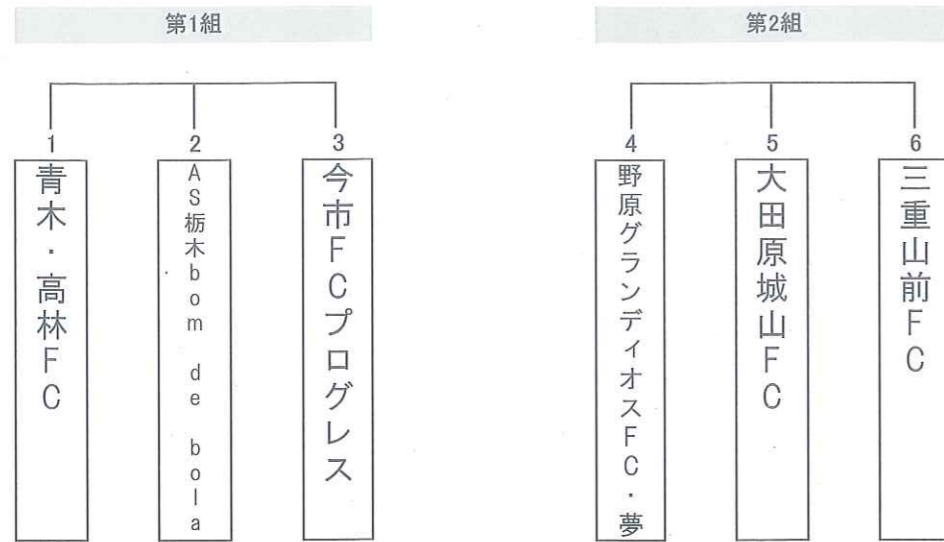 第1組
1
青木・高林FC
2
AS栃木bom de bola
3
今市FCプログレス
第2組
4
野原グランディオスFC・夢
5
大田原城山FC
6
三重山前FC